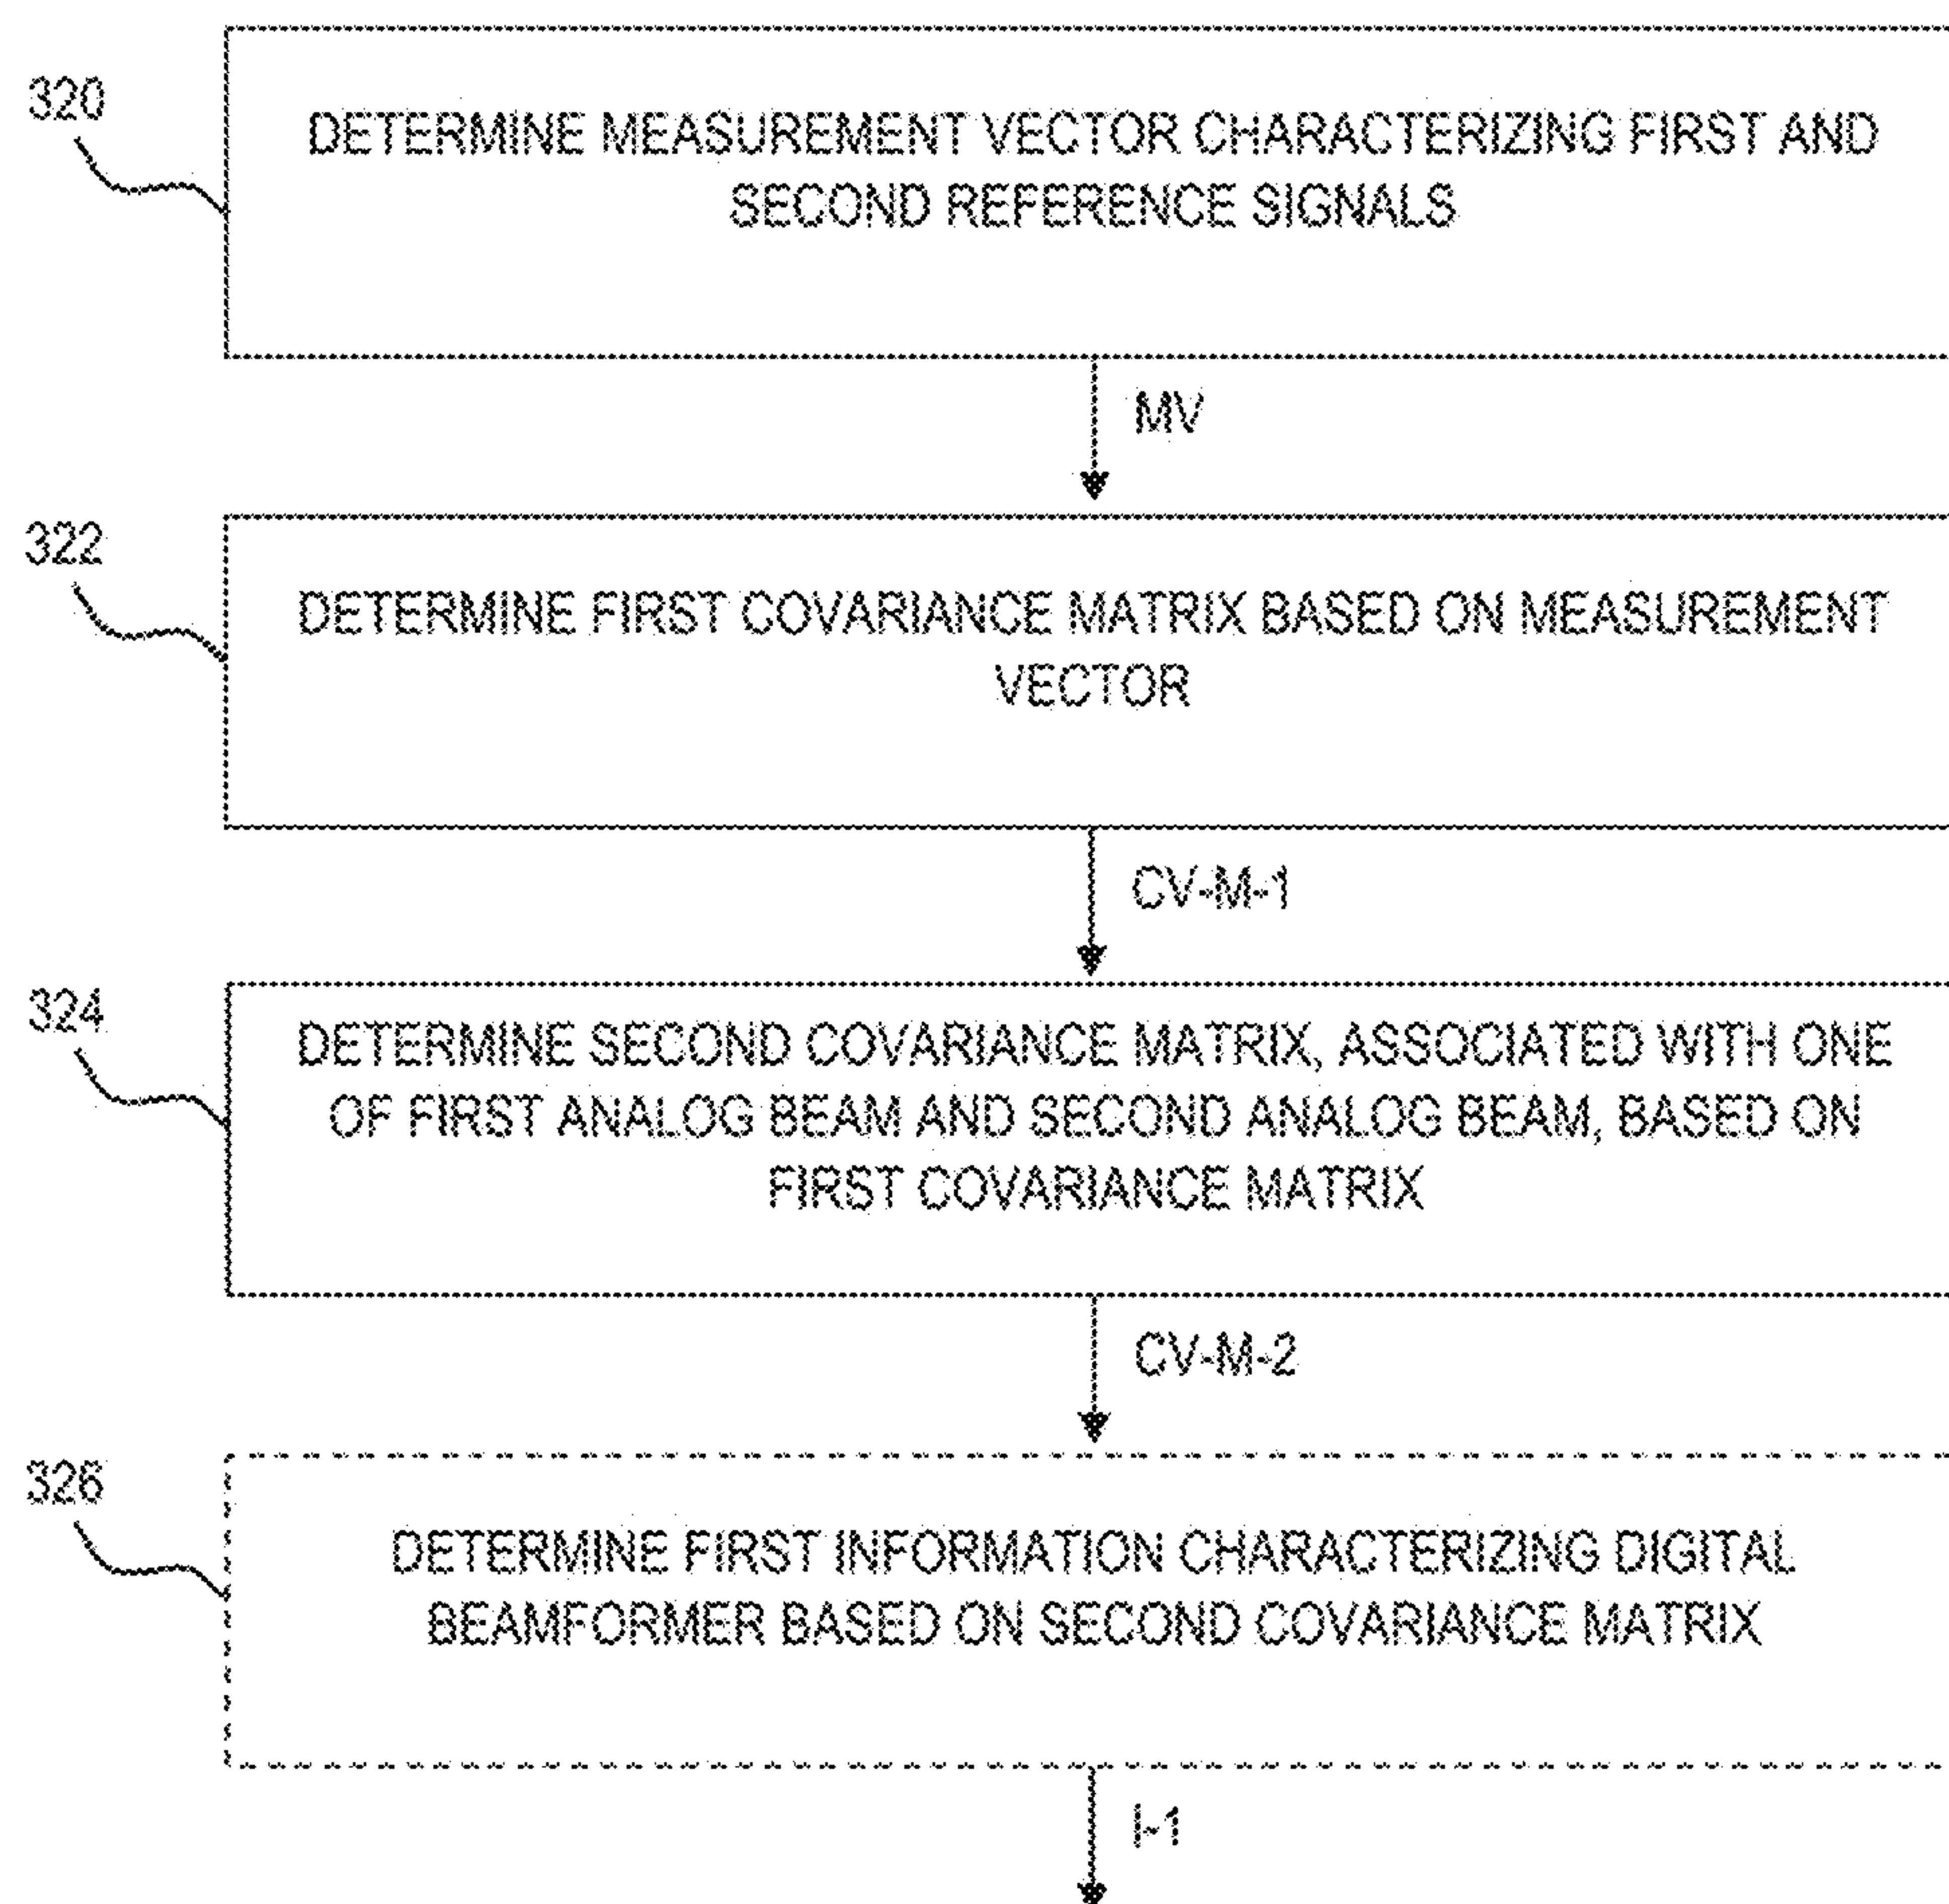 320
DETERMINE MEASUREMENT VECTOR CHARACTERIZING FIRST AND
SECOND REFERENCE SIGNALS
MV
322
DETERMINE FIRST COVARIANCE MATRIX BASED ON MEASUREMENT
VECTOR
CV-M-1
324
DETERMINE SECOND COVARIANCE MATRIX, ASSOCIATED WITH ONE
OF FIRST ANALOG BEAM AND SECOND ANALOG BEAM, BASED ON
FIRST COVARIANCE MATRIX
CV-M-2
326
DETERMINE FIRST INFORMATION CHARACTERIZING DIGITAL
BEAMFORMER BASED ON SECOND COVARIANCE MATRIX
I-1